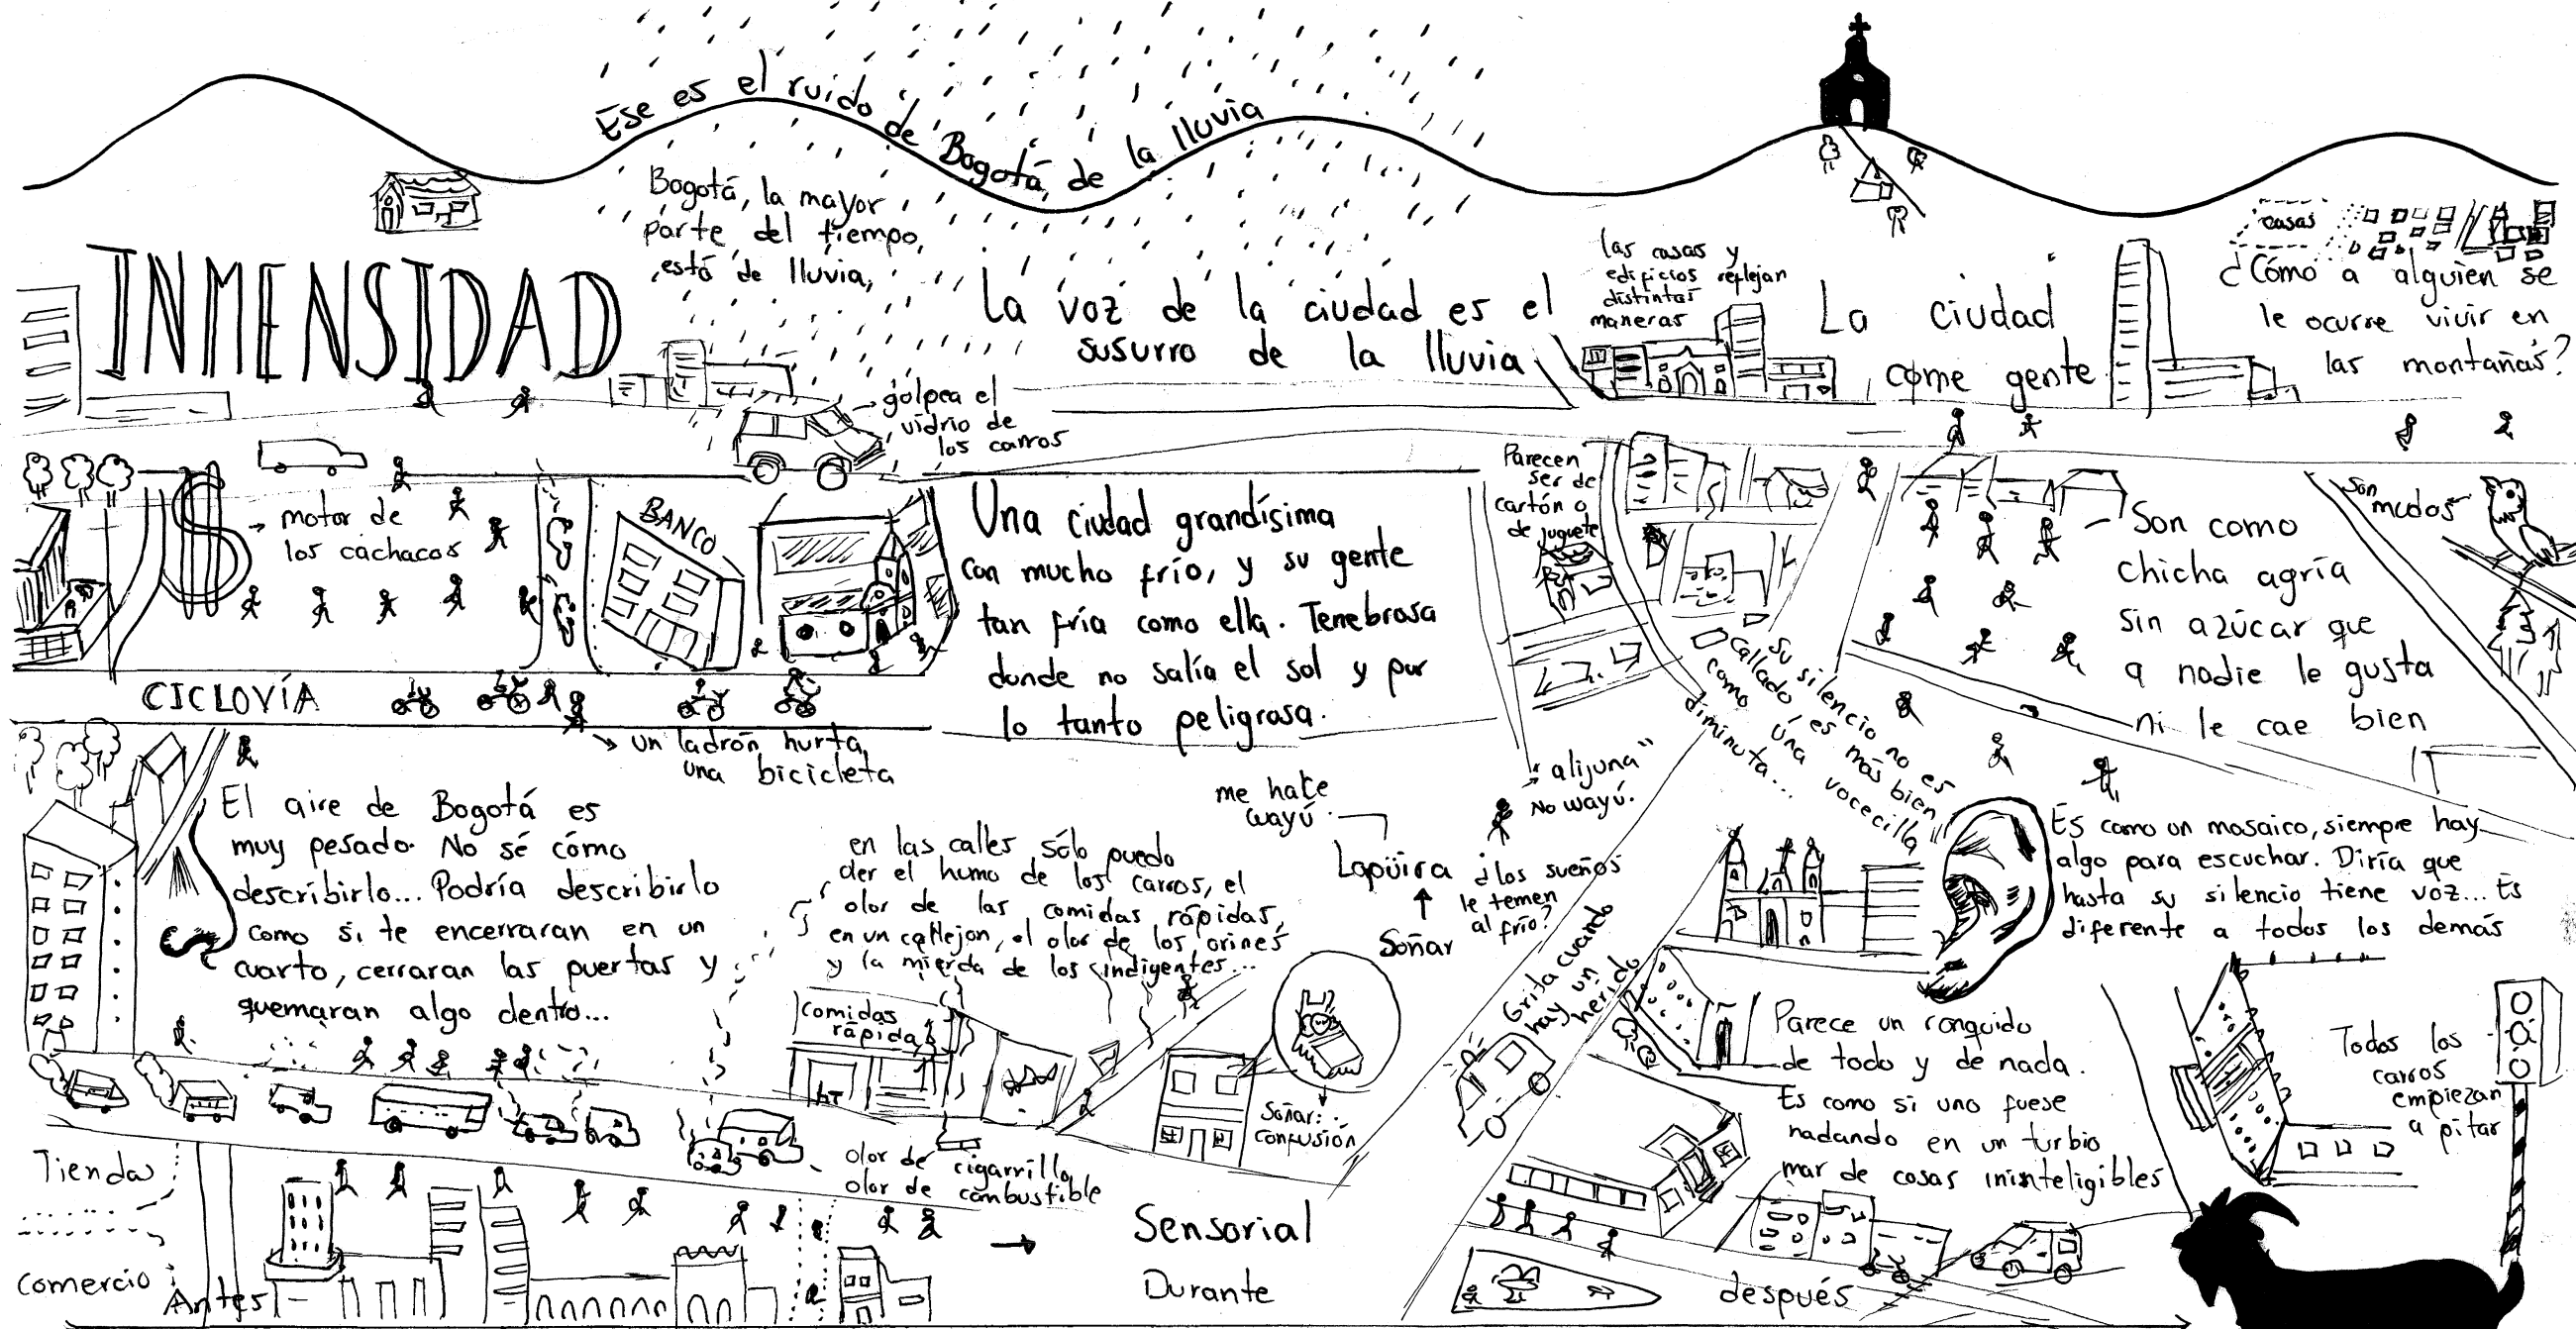 Ese es el ruido de Bogotá, de la lluvia
Bogotá, la mayor
parte del tiempo,
está de lluvia,
INMENSIDAD
La voz de la ciudad es el
susurro de la lluvia
las casas y
edificios reflejan
distintas
maneras
La ciudad
come gente
casas
¿Cómo a alguien se
le ocurre vivir en
las montañas?
golpea el
vidrio de
los carros
$
motor de
los cachacos
BANCO
Una ciudad grandísima
con mucho frío, y su gente
tan fría como ella. Tenebrosa
donde no salía el sol y por
lo tanto peligrosa.
Parecen
ser de
cartón o
de juguete
Son como
chicha agría
sin azúcar que
a nadie le gusta
ni le cae bien
Son
mudos
CICLOVÍA
un ladrón hurta
una bicicleta
Su silencio no es
callado, es más bien
como una vocecilla
diminuta...
El aire de Bogotá es
muy pesado. No sé cómo
describirlo... Podría describirlo
como si te encerraran en un
cuarto, cerraran las puertas y
quemaran algo dentro...
en las calles sólo puedo
oler el humo de los carros, el
olor de las comidas rápidas,
en un callejon, el olor de los orines
y la mierda de los indigentes...
me hate
wayú
Lapüira
Soñar
"alijuna"
No wayú.
¿los sueños
le temen
al frío?
Es como un mosaico, siempre hay
algo para escuchar. Diría que
hasta su silencio tiene voz... Es
diferente a todos los demás
Grita cuando
hay un
herido
comidas
rápidas
Soñar:
confusión
Parece un ronquido
de todo y de nada.
Es como si uno fuese
nadando en un turbio
mar de cosas ininteligibles
Todos los
carros
empiezan
a pitar
olor de cigarrillo,
olor de combustible
Tienda
comercio
Antes
Sensorial
Durante
después